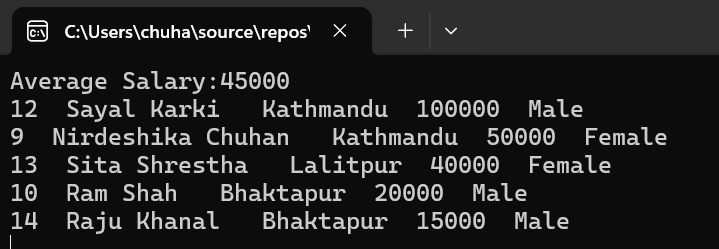 C:\Users\chuha\source\repos\
Average Salary:45000
12  Sayal Karki   Kathmandu  100000  Male
9  Nirdeshika Chuhan   Kathmandu  50000  Female
13  Sita Shrestha   Lalitpur  40000  Female
10  Ram Shah   Bhaktapur  20000  Male
14  Raju Khanal   Bhaktapur  15000  Male